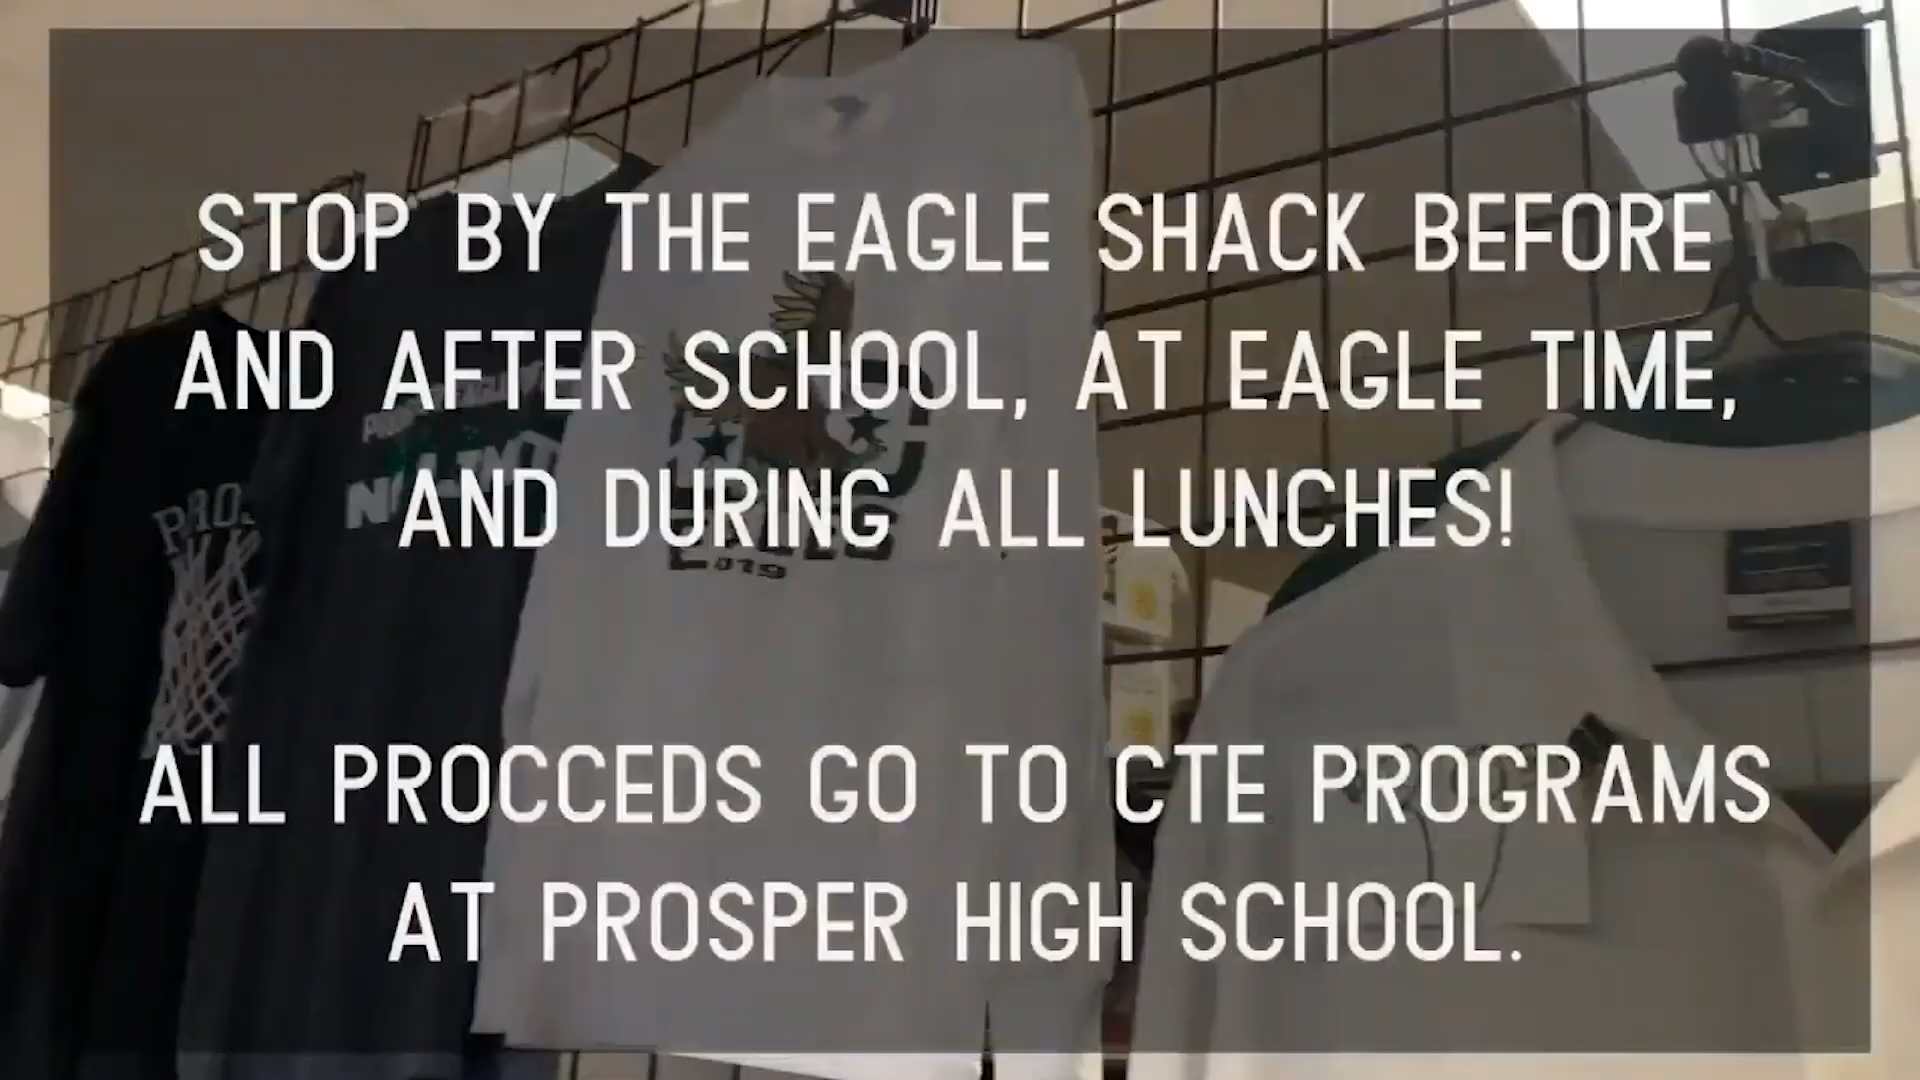 STOP BY THE EAGLE SHACK BEFORE
AND AFTER SCHOOL, AT EAGLE TIME,
AND DURING ALL LUNCHES!
ALL PROCCEDS GO TO CTE PROGRAMS
AT PROSPER HIGH SCHOOL.